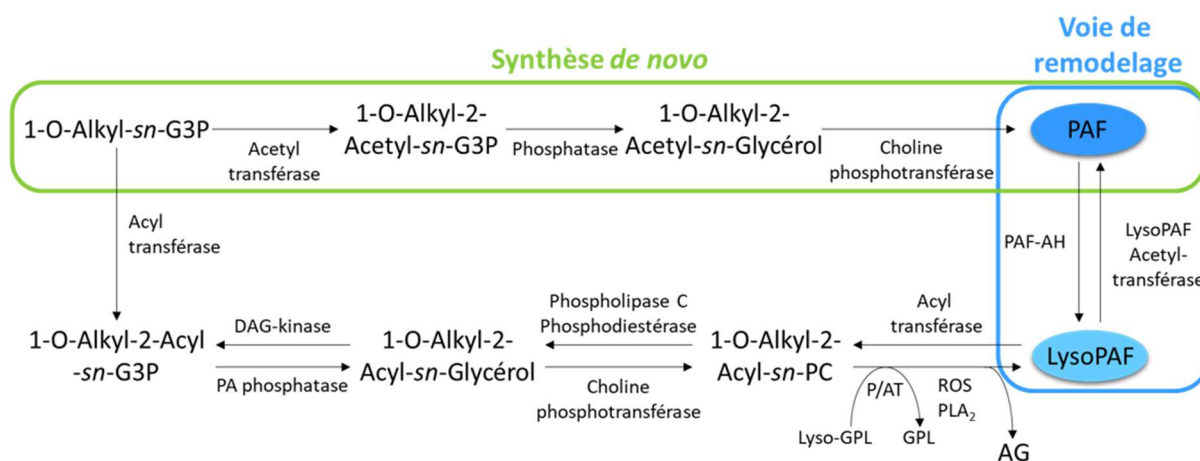 Voie de
remodelage
Synthèse de novo
1-O-Alkyl-sn-G3P
Acetyl
transférase
1-O-Alkyl-2-
Acetyl-sn-G3P
Phosphatase
1-O-Alkyl-2-
Acetyl-sn-Glycérol
Choline
phosphotransférase
PAF
Acyl
transférase
PAF-AH
LysoPAF
Acetyl-
transférase
1-O-Alkyl-2-Acyl
-sn-G3P
DAG-kinase
PA phosphatase
1-O-Alkyl-2-
Acyl-sn-Glycérol
Phospholipase C
Phosphodiestérase
Choline
phosphotransférase
1-O-Alkyl-2-
Acyl-sn-PC
Acyl
transférase
LysoPAF
P/AT
ROS
PLA₂
Lyso-GPL
GPL
AG